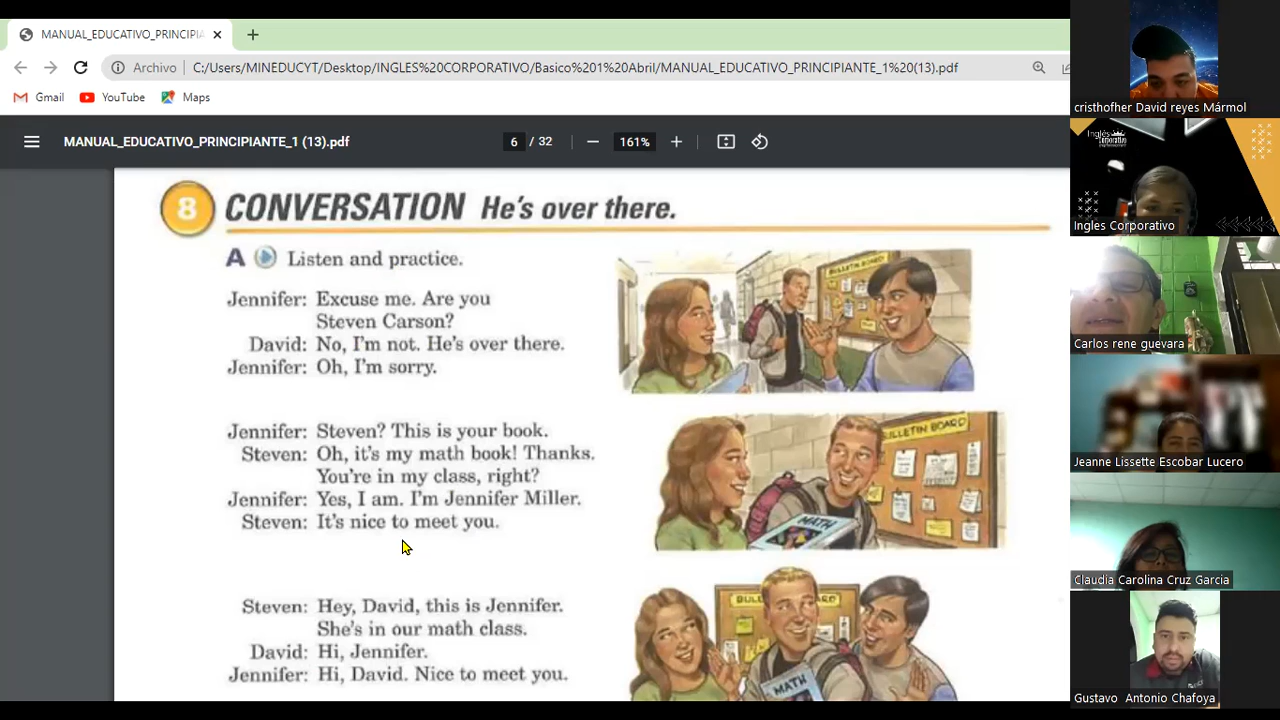 MANUAL_EDUCATIVO_PRINCIPIA
Archivo
C:/Users/MINEDUCYT/Desktop/INGLES%20CORPORATIVO/Basico%201%20Abril/MANUAL_EDUCATIVO_PRINCIPIANTE_1%20(13).pdf
Gmail
YouTube
Maps
MANUAL_EDUCATIVO_PRINCIPIANTE_1 (13).pdf
6 / 32
161%
8 CONVERSATION He's over there.
A Listen and practice.
Jennifer: Excuse me. Are you
Steven Carson?
David: No, I'm not. He's over there.
Jennifer: Oh, I'm sorry.
BULLETIN BOARD
Jennifer: Steven? This is your book.
Steven: Oh, it's my math book! Thanks.
You're in my class, right?
Jennifer: Yes, I am. I'm Jennifer Miller.
Steven: It's nice to meet you.
BULLETIN BOARD
MATH
Steven: Hey, David, this is Jennifer.
She's in our math class.
David: Hi, Jennifer.
Jennifer: Hi, David. Nice to meet you.
MATH
cristhofher David reyes Mármol
Inglés
Corporativo
Ingles Corporativo
Carlos rene guevara
Jeanne Lissette Escobar Lucero
Claudia Carolina Cruz Garcia
Gustavo Antonio Chafoya